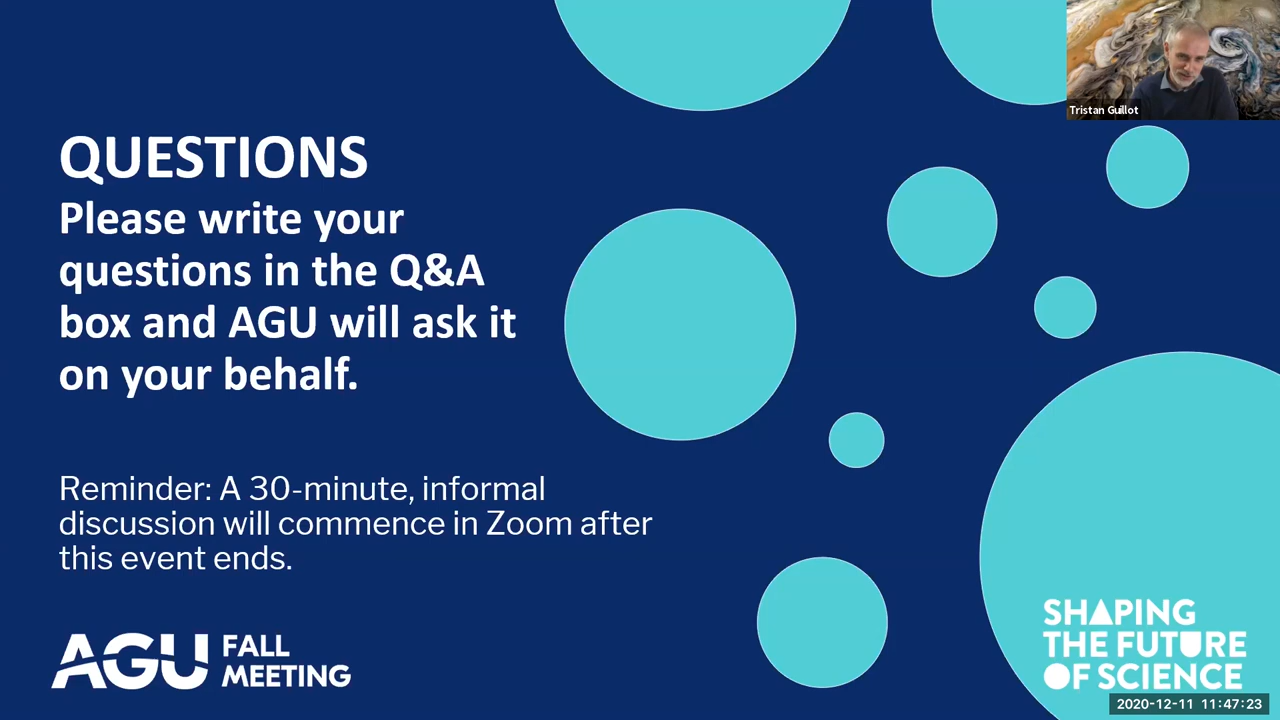 Tristan Guillot
QUESTIONS
Please write your
questions in the Q&A
box and AGU will ask it
on your behalf.
Reminder: A 30-minute, informal
discussion will commence in Zoom after
this event ends.
AGU FALL
MEETING
SHAPING
THE FUTURE
OF SCIENCE
2020-12-11 11:47:23